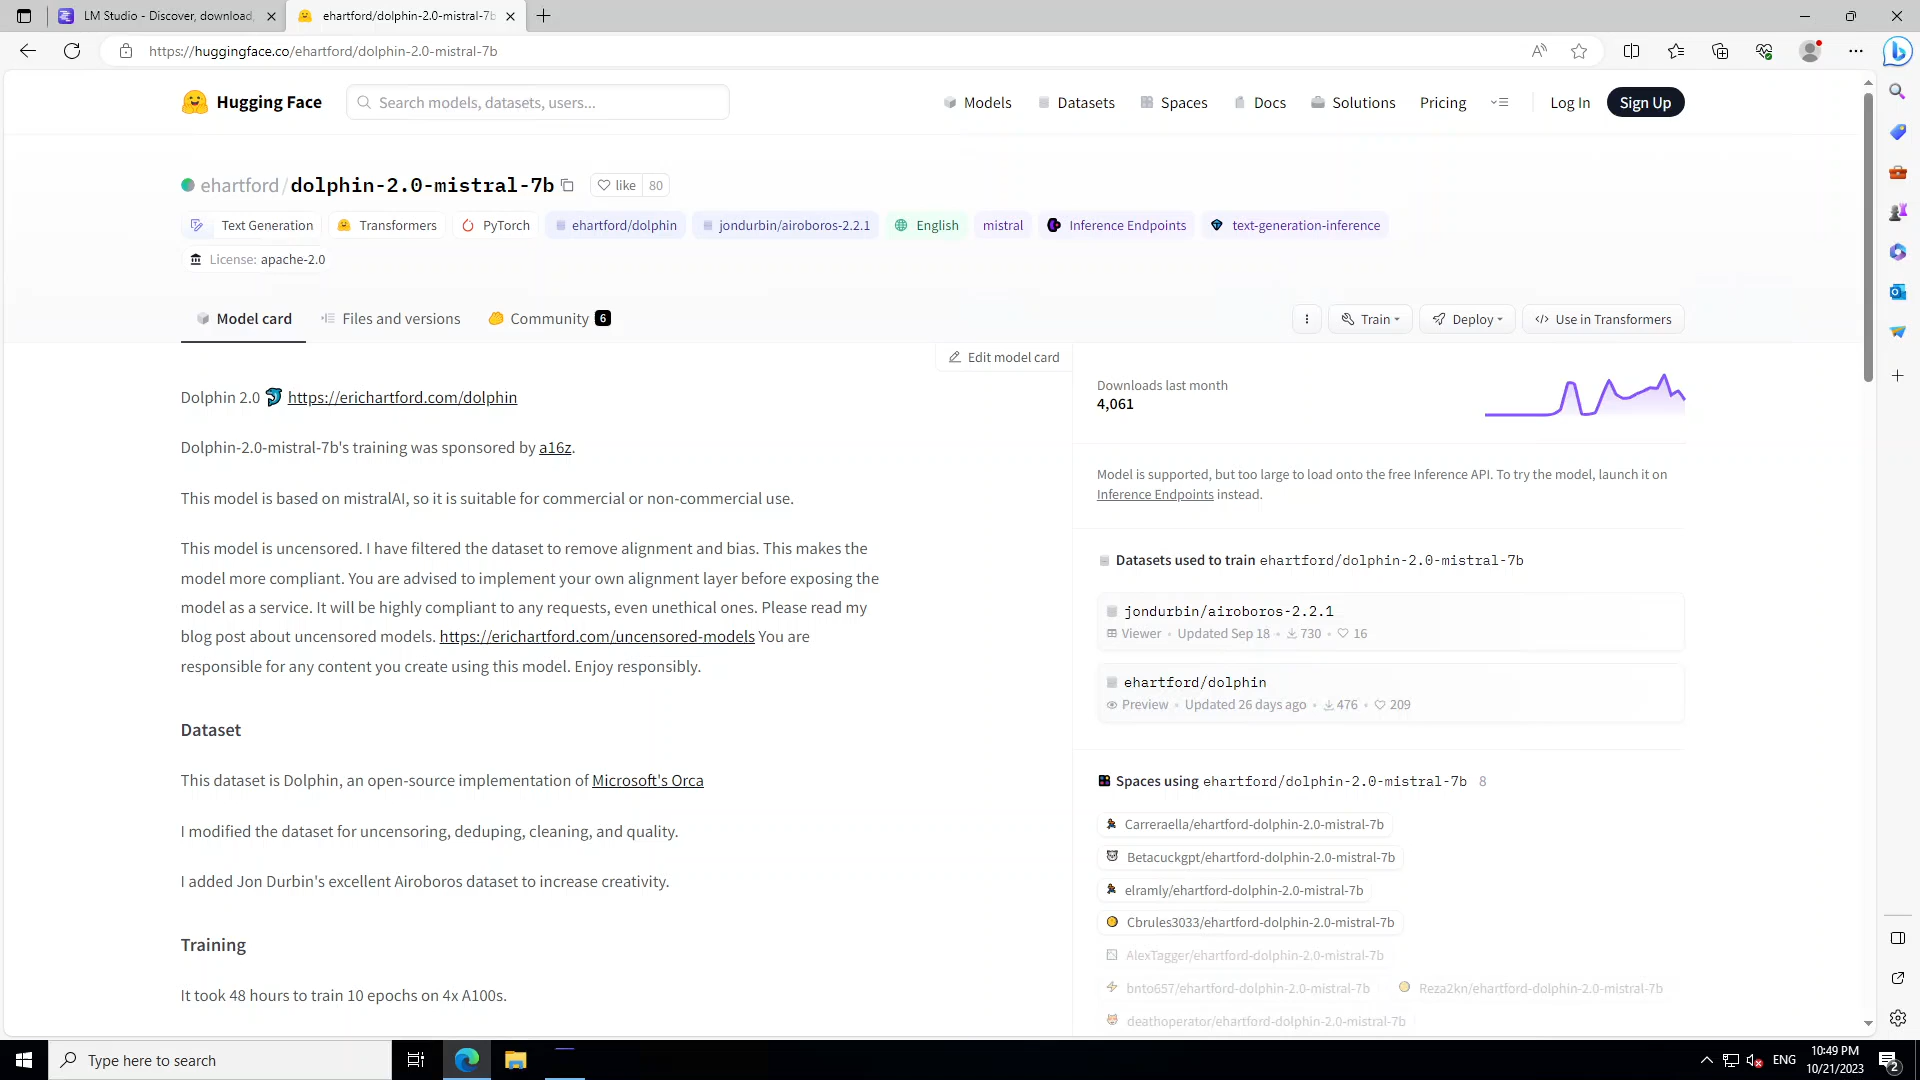 LM Studio - Discover, download,
ehartford/dolphin-2.0-mistral-7b
https://huggingface.co/ehartford/dolphin-2.0-mistral-7b
Hugging Face
Search models, datasets, users...
Models
Datasets
Spaces
Docs
Solutions
Pricing
Log In
Sign Up
ehartford/dolphin-2.0-mistral-7b
like 80
Text Generation
Transformers
PyTorch
ehartford/dolphin
jondurbin/airoboros-2.2.1
English
mistral
Inference Endpoints
text-generation-inference
License: apache-2.0
Model card
Files and versions
Community 6
Train
Deploy
Use in Transformers
Edit model card
Dolphin 2.0 🐬 https://erichartford.com/dolphin
Dolphin-2.0-mistral-7b's training was sponsored by a16z.
This model is based on mistralAI, so it is suitable for commercial or non-commercial use.
This model is uncensored. I have filtered the dataset to remove alignment and bias. This makes the
model more compliant. You are advised to implement your own alignment layer before exposing the
model as a service. It will be highly compliant to any requests, even unethical ones. Please read my
blog post about uncensored models. https://erichartford.com/uncensored-models You are
responsible for any content you create using this model. Enjoy responsibly.
Dataset
This dataset is Dolphin, an open-source implementation of Microsoft's Orca
I modified the dataset for uncensoring, deduping, cleaning, and quality.
I added Jon Durbin's excellent Airoboros dataset to increase creativity.
Training
It took 48 hours to train 10 epochs on 4x A100s.
Downloads last month
4,061
Model is supported, but too large to load onto the free Inference API. To try the model, launch it on
Inference Endpoints instead.
Datasets used to train ehartford/dolphin-2.0-mistral-7b
jondurbin/airoboros-2.2.1
Viewer • Updated Sep 18 • 730 • 16
ehartford/dolphin
Preview • Updated 26 days ago • 476 • 209
Spaces using ehartford/dolphin-2.0-mistral-7b 8
Carreraella/ehartford-dolphin-2.0-mistral-7b
Betacuckgpt/ehartford-dolphin-2.0-mistral-7b
elramly/ehartford-dolphin-2.0-mistral-7b
Cbrules3033/ehartford-dolphin-2.0-mistral-7b
AlexTagger/ehartford-dolphin-2.0-mistral-7b
bnto657/ehartford-dolphin-2.0-mistral-7b
Reza2kn/ehartford-dolphin-2.0-mistral-7b
deathoperator/ehartford-dolphin-2.0-mistral-7b
Type here to search
ENG
10:49 PM
10/21/2023
2